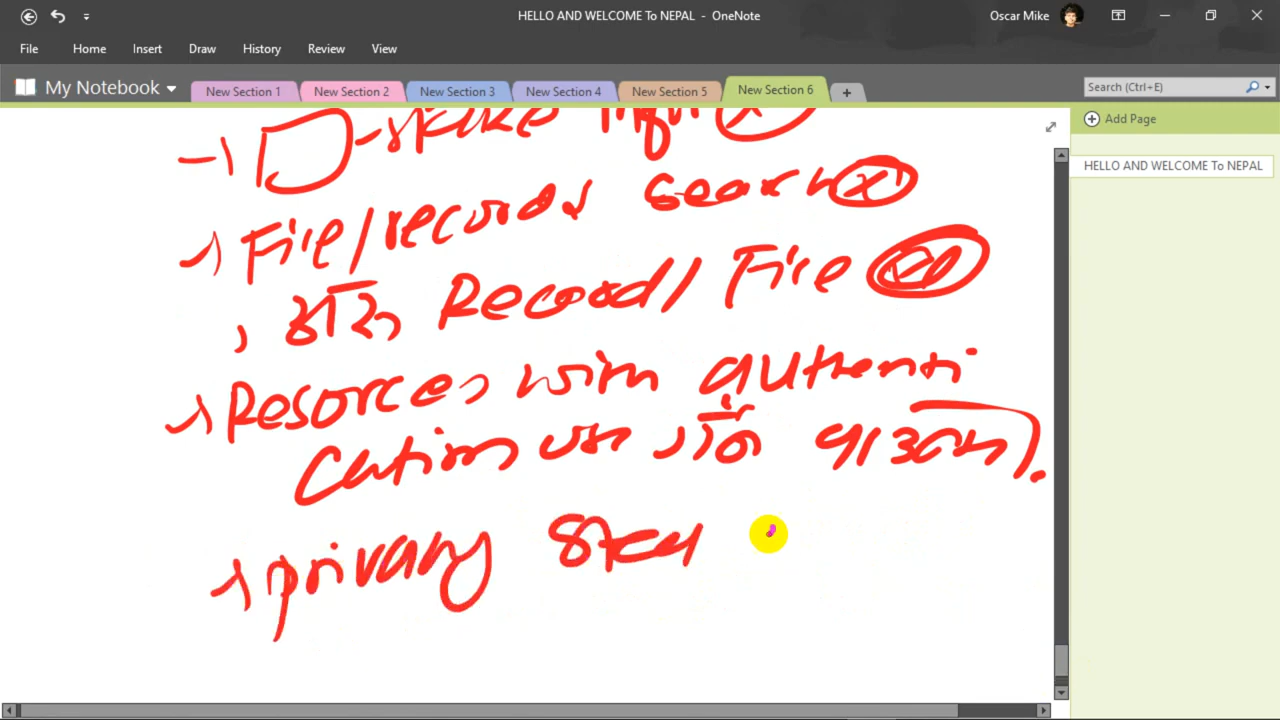 HELLO AND WELCOME To NEPAL - OneNote
Oscar Mike
File Home Insert Draw History Review View
My Notebook
New Section 1 New Section 2 New Section 3 New Section 4 New Section 5 New Section 6
Search (Ctrl+E)
Add Page
HELLO AND WELCOME To NEPAL
File/records Search
Record/ File
Resorces with authenti
cation
privacy